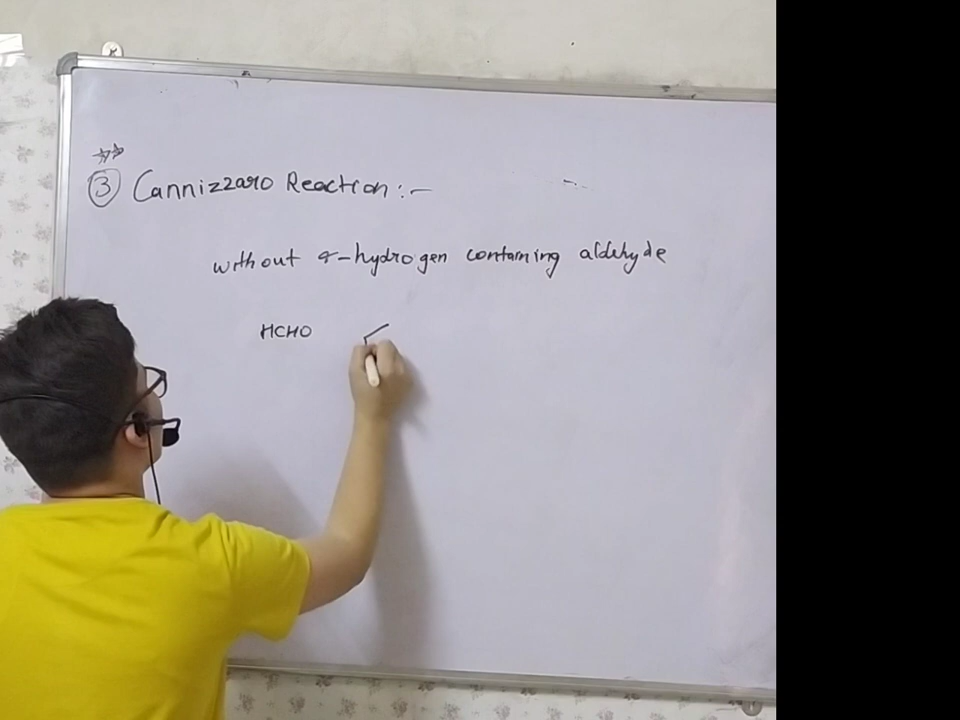 ③ Cannizzaro Reaction :-
without α-hydrogen containing aldehyde
HCHO